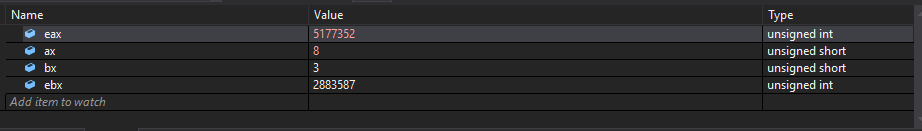 Name Value Type
eax 5177352 unsigned int
ax 8 unsigned short
bx 3 unsigned short
ebx 2883587 unsigned int
Add item to watch